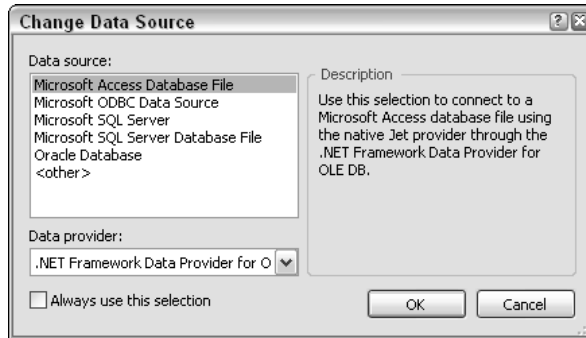 Change Data Source
Data source:
Microsoft Access Database File
Microsoft ODBC Data Source
Microsoft SQL Server
Microsoft SQL Server Database File
Oracle Database
<other>
Data provider:
.NET Framework Data Provider for O
Always use this selection
Description
Use this selection to connect to a
Microsoft Access database file using
the native Jet provider through the
.NET Framework Data Provider for
OLE DB.
OK
Cancel